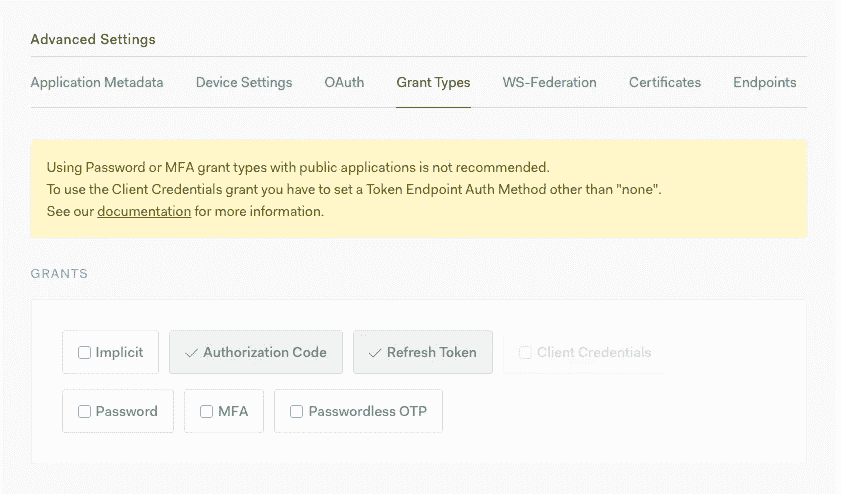 Advanced Settings
Application Metadata Device Settings OAuth Grant Types WS-Federation Certificates Endpoints
Using Password or MFA grant types with public applications is not recommended.
To use the Client Credentials grant you have to set a Token Endpoint Auth Method other than "none".
See our documentation for more information.
GRANTS
Implicit Authorization Code Refresh Token Client Credentials
Password MFA Passwordless OTP